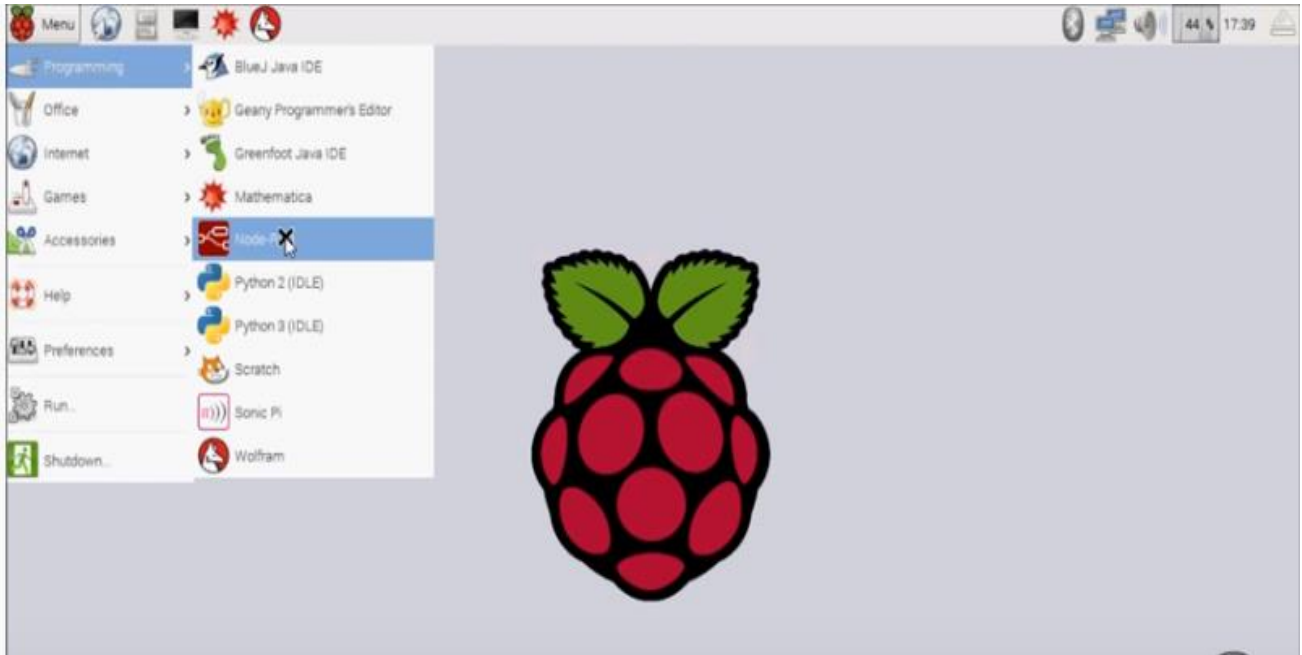 Menu
44 % 17:39
Programming
Office
Internet
Games
Accessories
Help
Preferences
Run...
Shutdown...
BlueJ Java IDE
Geany Programmer's Editor
Greenfoot Java IDE
Mathematica
Python 2 (IDLE)
Python 3 (IDLE)
Scratch
Sonic Pi
Wolfram